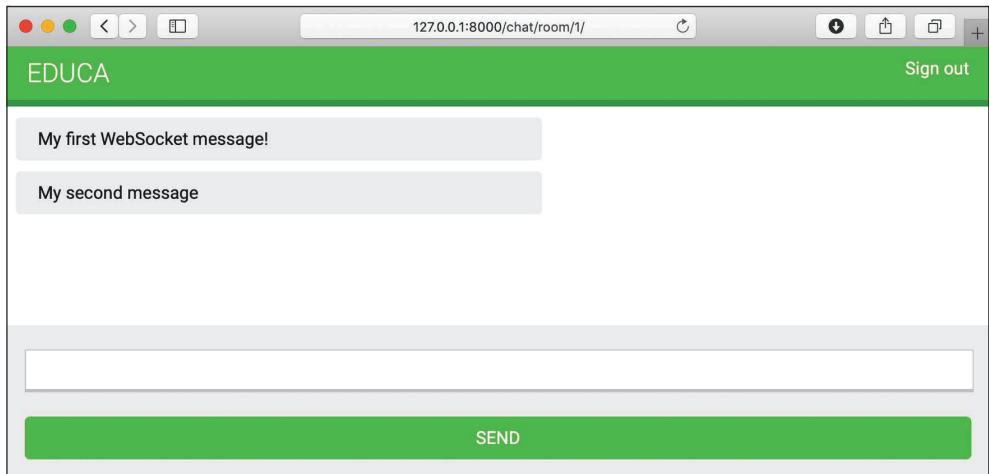 127.0.0.1:8000/chat/room/1/
EDUCA
Sign out
My first WebSocket message!
My second message
SEND